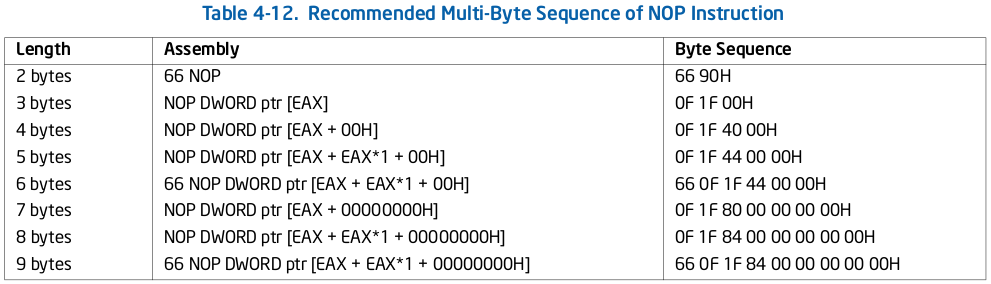 Table 4-12. Recommended Multi-Byte Sequence of NOP Instruction
Length Assembly Byte Sequence
2 bytes 66 NOP 66 90H
3 bytes NOP DWORD ptr [EAX] 0F 1F 00H
4 bytes NOP DWORD ptr [EAX + 00H] 0F 1F 40 00H
5 bytes NOP DWORD ptr [EAX + EAX*1 + 00H] 0F 1F 44 00 00H
6 bytes 66 NOP DWORD ptr [EAX + EAX*1 + 00H] 66 0F 1F 44 00 00H
7 bytes NOP DWORD ptr [EAX + 00000000H] 0F 1F 80 00 00 00 00H
8 bytes NOP DWORD ptr [EAX + EAX*1 + 00000000H] 0F 1F 84 00 00 00 00 00H
9 bytes 66 NOP DWORD ptr [EAX + EAX*1 + 00000000H] 66 0F 1F 84 00 00 00 00 00H